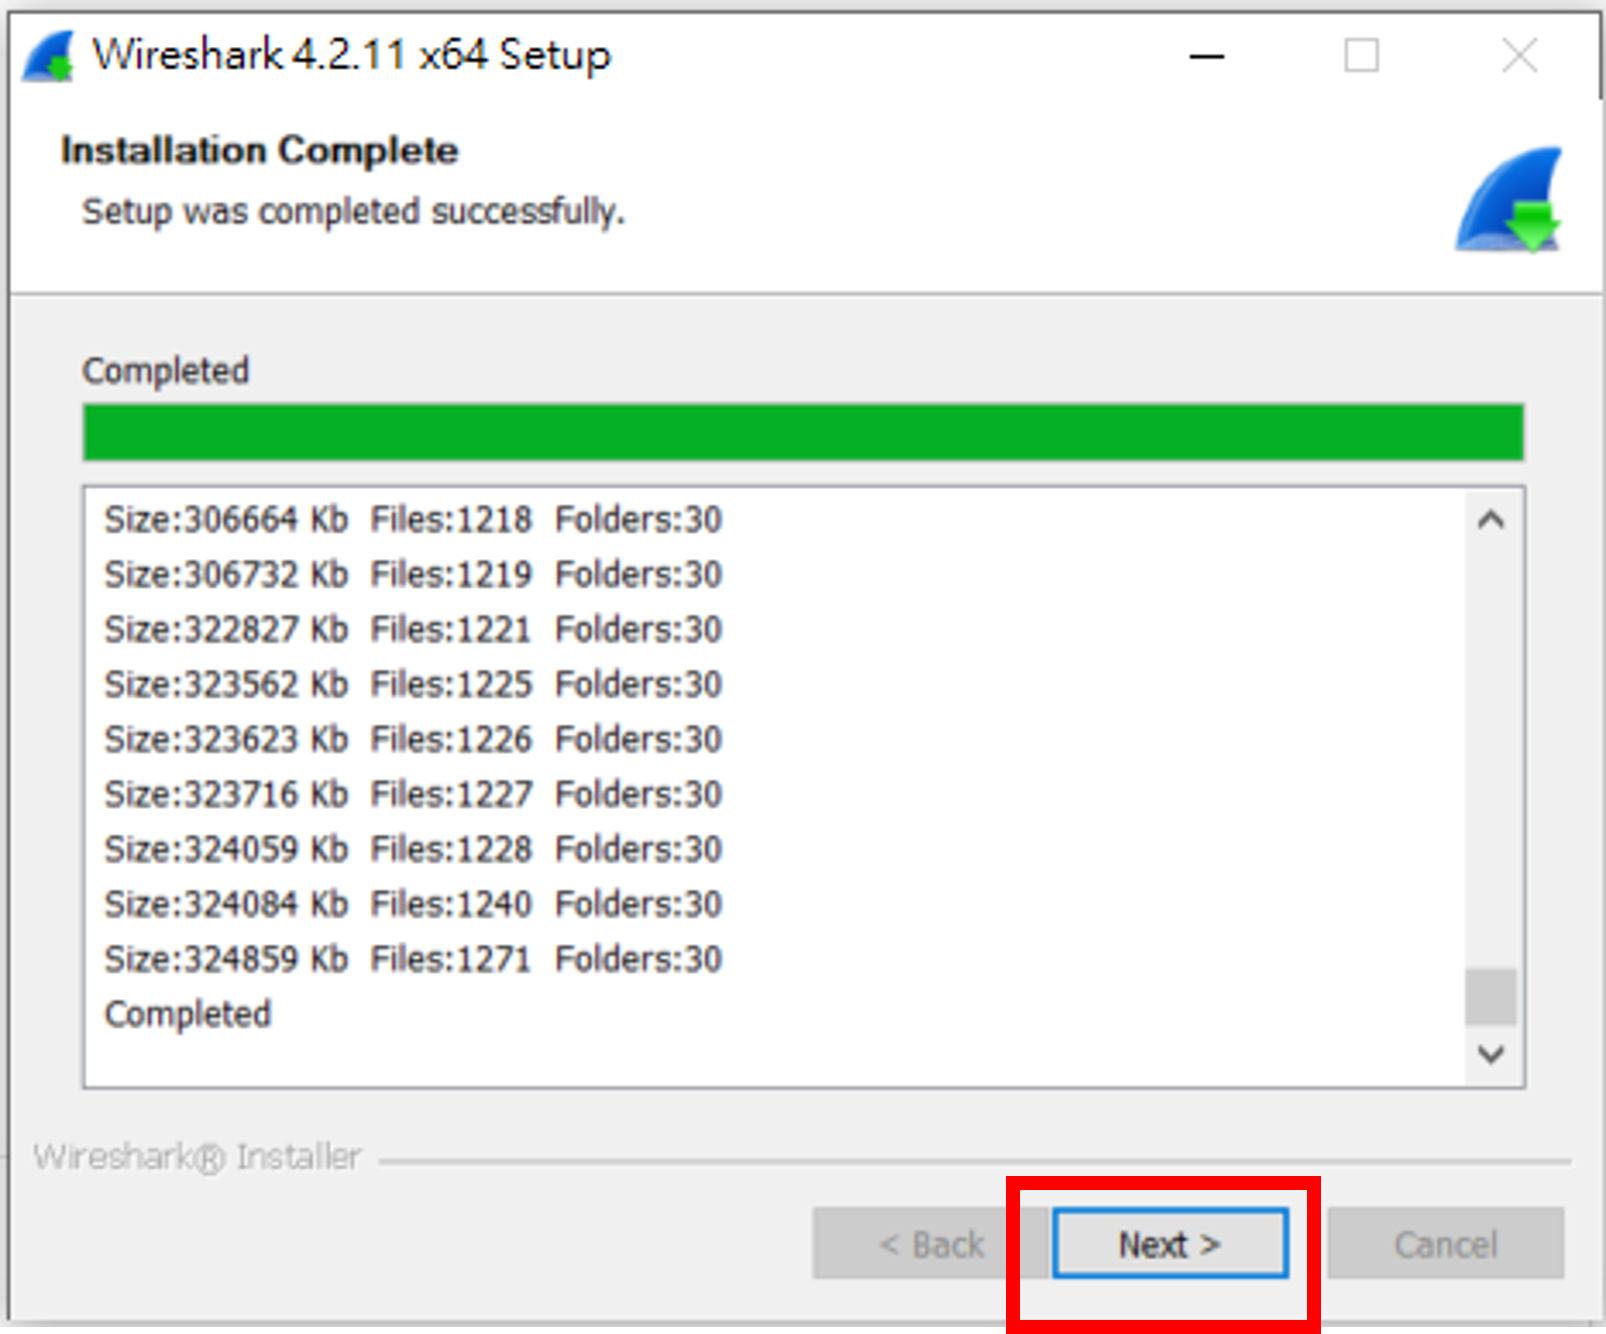 Wireshark 4.2.11 x64 Setup
Installation Complete
Setup was completed successfully.
Completed
Size:306664 Kb  Files:1218  Folders:30
Size:306732 Kb  Files:1219  Folders:30
Size:322827 Kb  Files:1221  Folders:30
Size:323562 Kb  Files:1225  Folders:30
Size:323623 Kb  Files:1226  Folders:30
Size:323716 Kb  Files:1227  Folders:30
Size:324059 Kb  Files:1228  Folders:30
Size:324084 Kb  Files:1240  Folders:30
Size:324859 Kb  Files:1271  Folders:30
Completed
Wireshark® Installer
< Back  Next >  Cancel